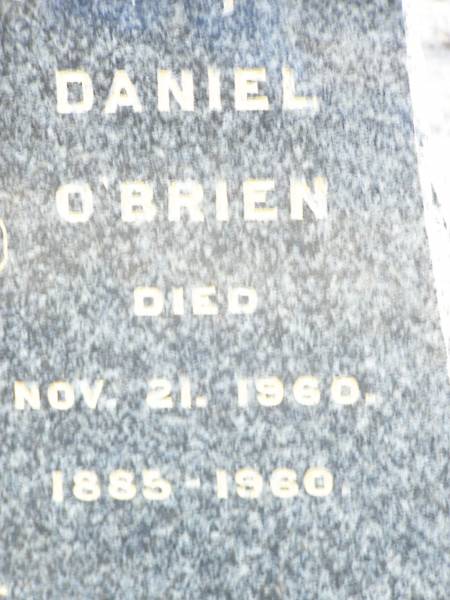 DANIEL
O'BRIEN
DIED
NOV. 21. 1960.
1885-1960.